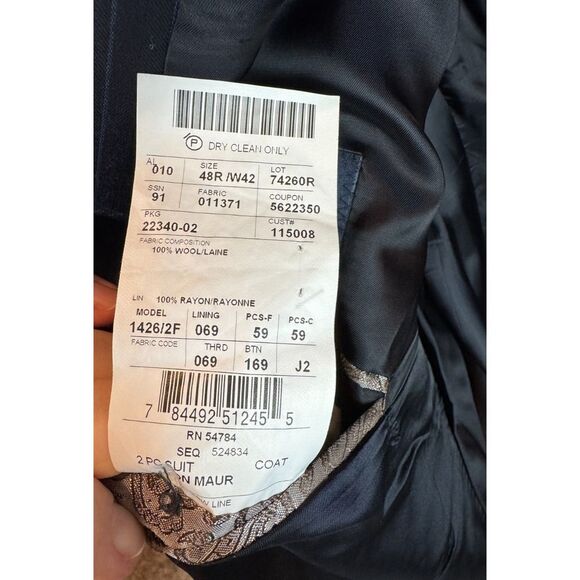 P DRY CLEAN ONLY
AL SIZE LOT
010 48R /W42 74260R
SSN FABRIC COUPON
91 011371 5622350
PKG CUST#
22340-02 115008
FABRIC COMPOSITION
100% WOOL/LAINE
LIN 100% RAYON/RAYONNE
MODEL LINING PCS-F PCS-C
1426/2F 069 59 59
FABRIC CODE THRD BTN
069 169 J2
7 84492 51245 5
RN 54784
SEQ 524834
2 PC SUIT COAT
MAUR
LINE